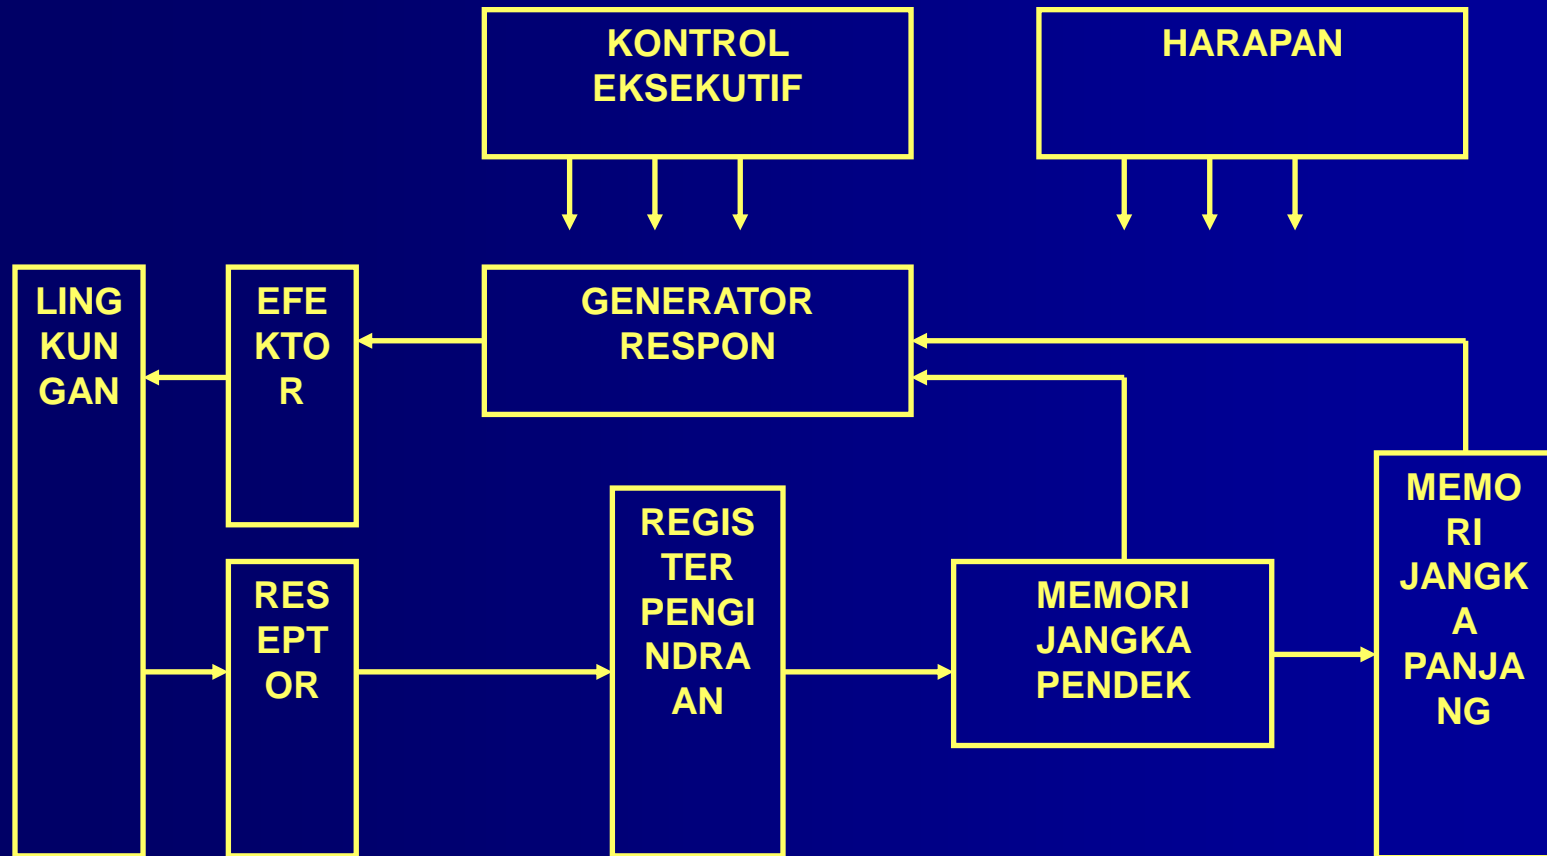 KONTROL
EKSEKUTIF
HARAPAN
LING
KUN
GAN
EFE
KTO
R
GENERATOR
RESPON
RES
EPT
OR
REGIS
TER
PENGI
NDRA
AN
MEMORI
JANGKA
PENDEK
MEMO
RI
JANGK
A
PANJA
NG